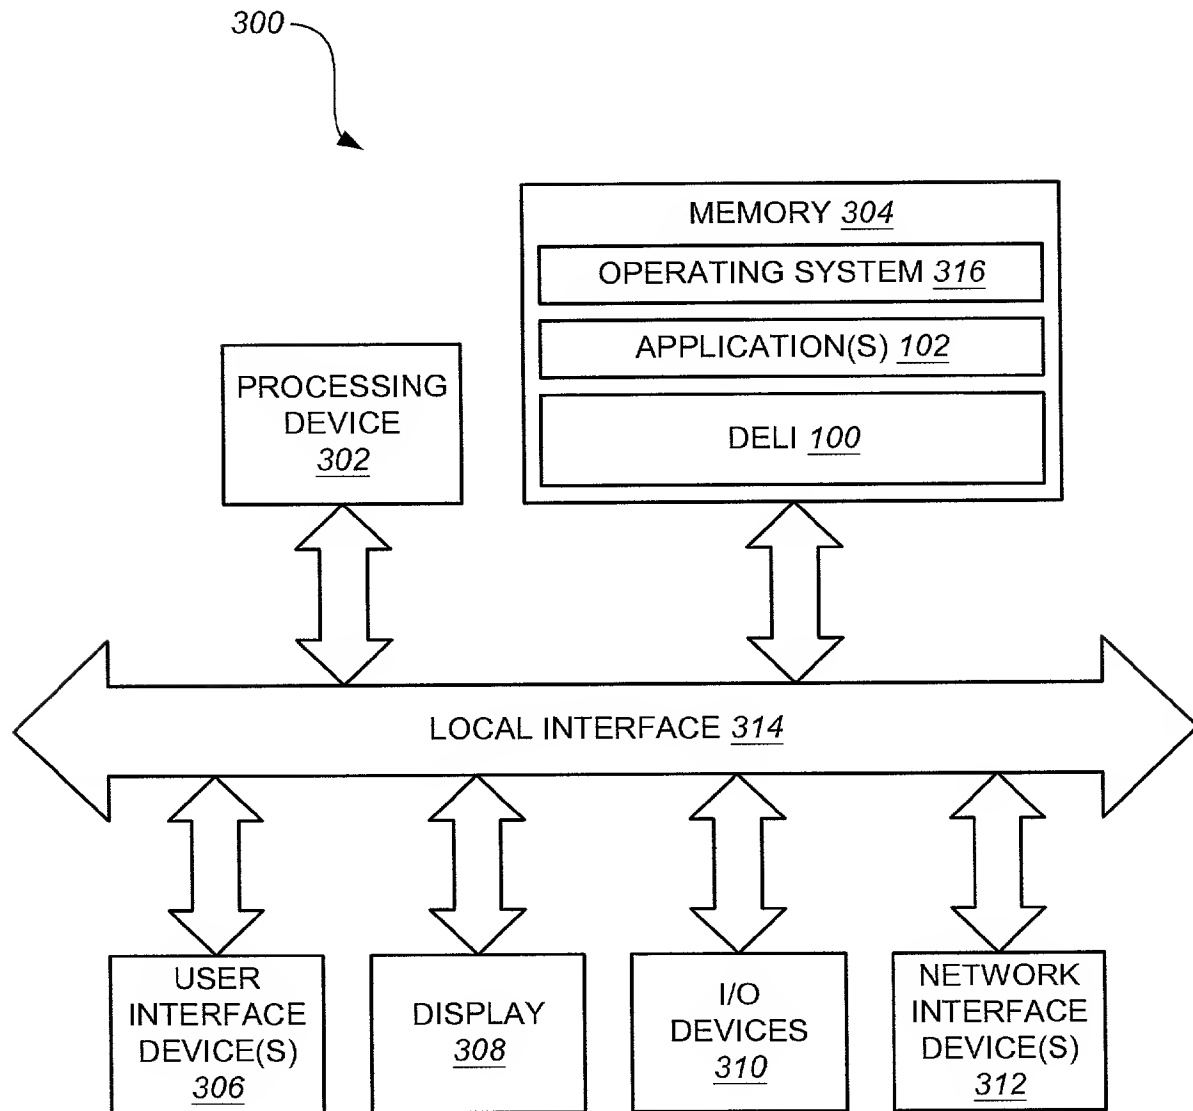 300
MEMORY 304
OPERATING SYSTEM 316
APPLICATION(S) 102
DELI 100
PROCESSING
DEVICE
302
LOCAL INTERFACE 314
USER
INTERFACE
DEVICE(S)
306
DISPLAY
308
I/O
DEVICES
310
NETWORK
INTERFACE
DEVICE(S)
312